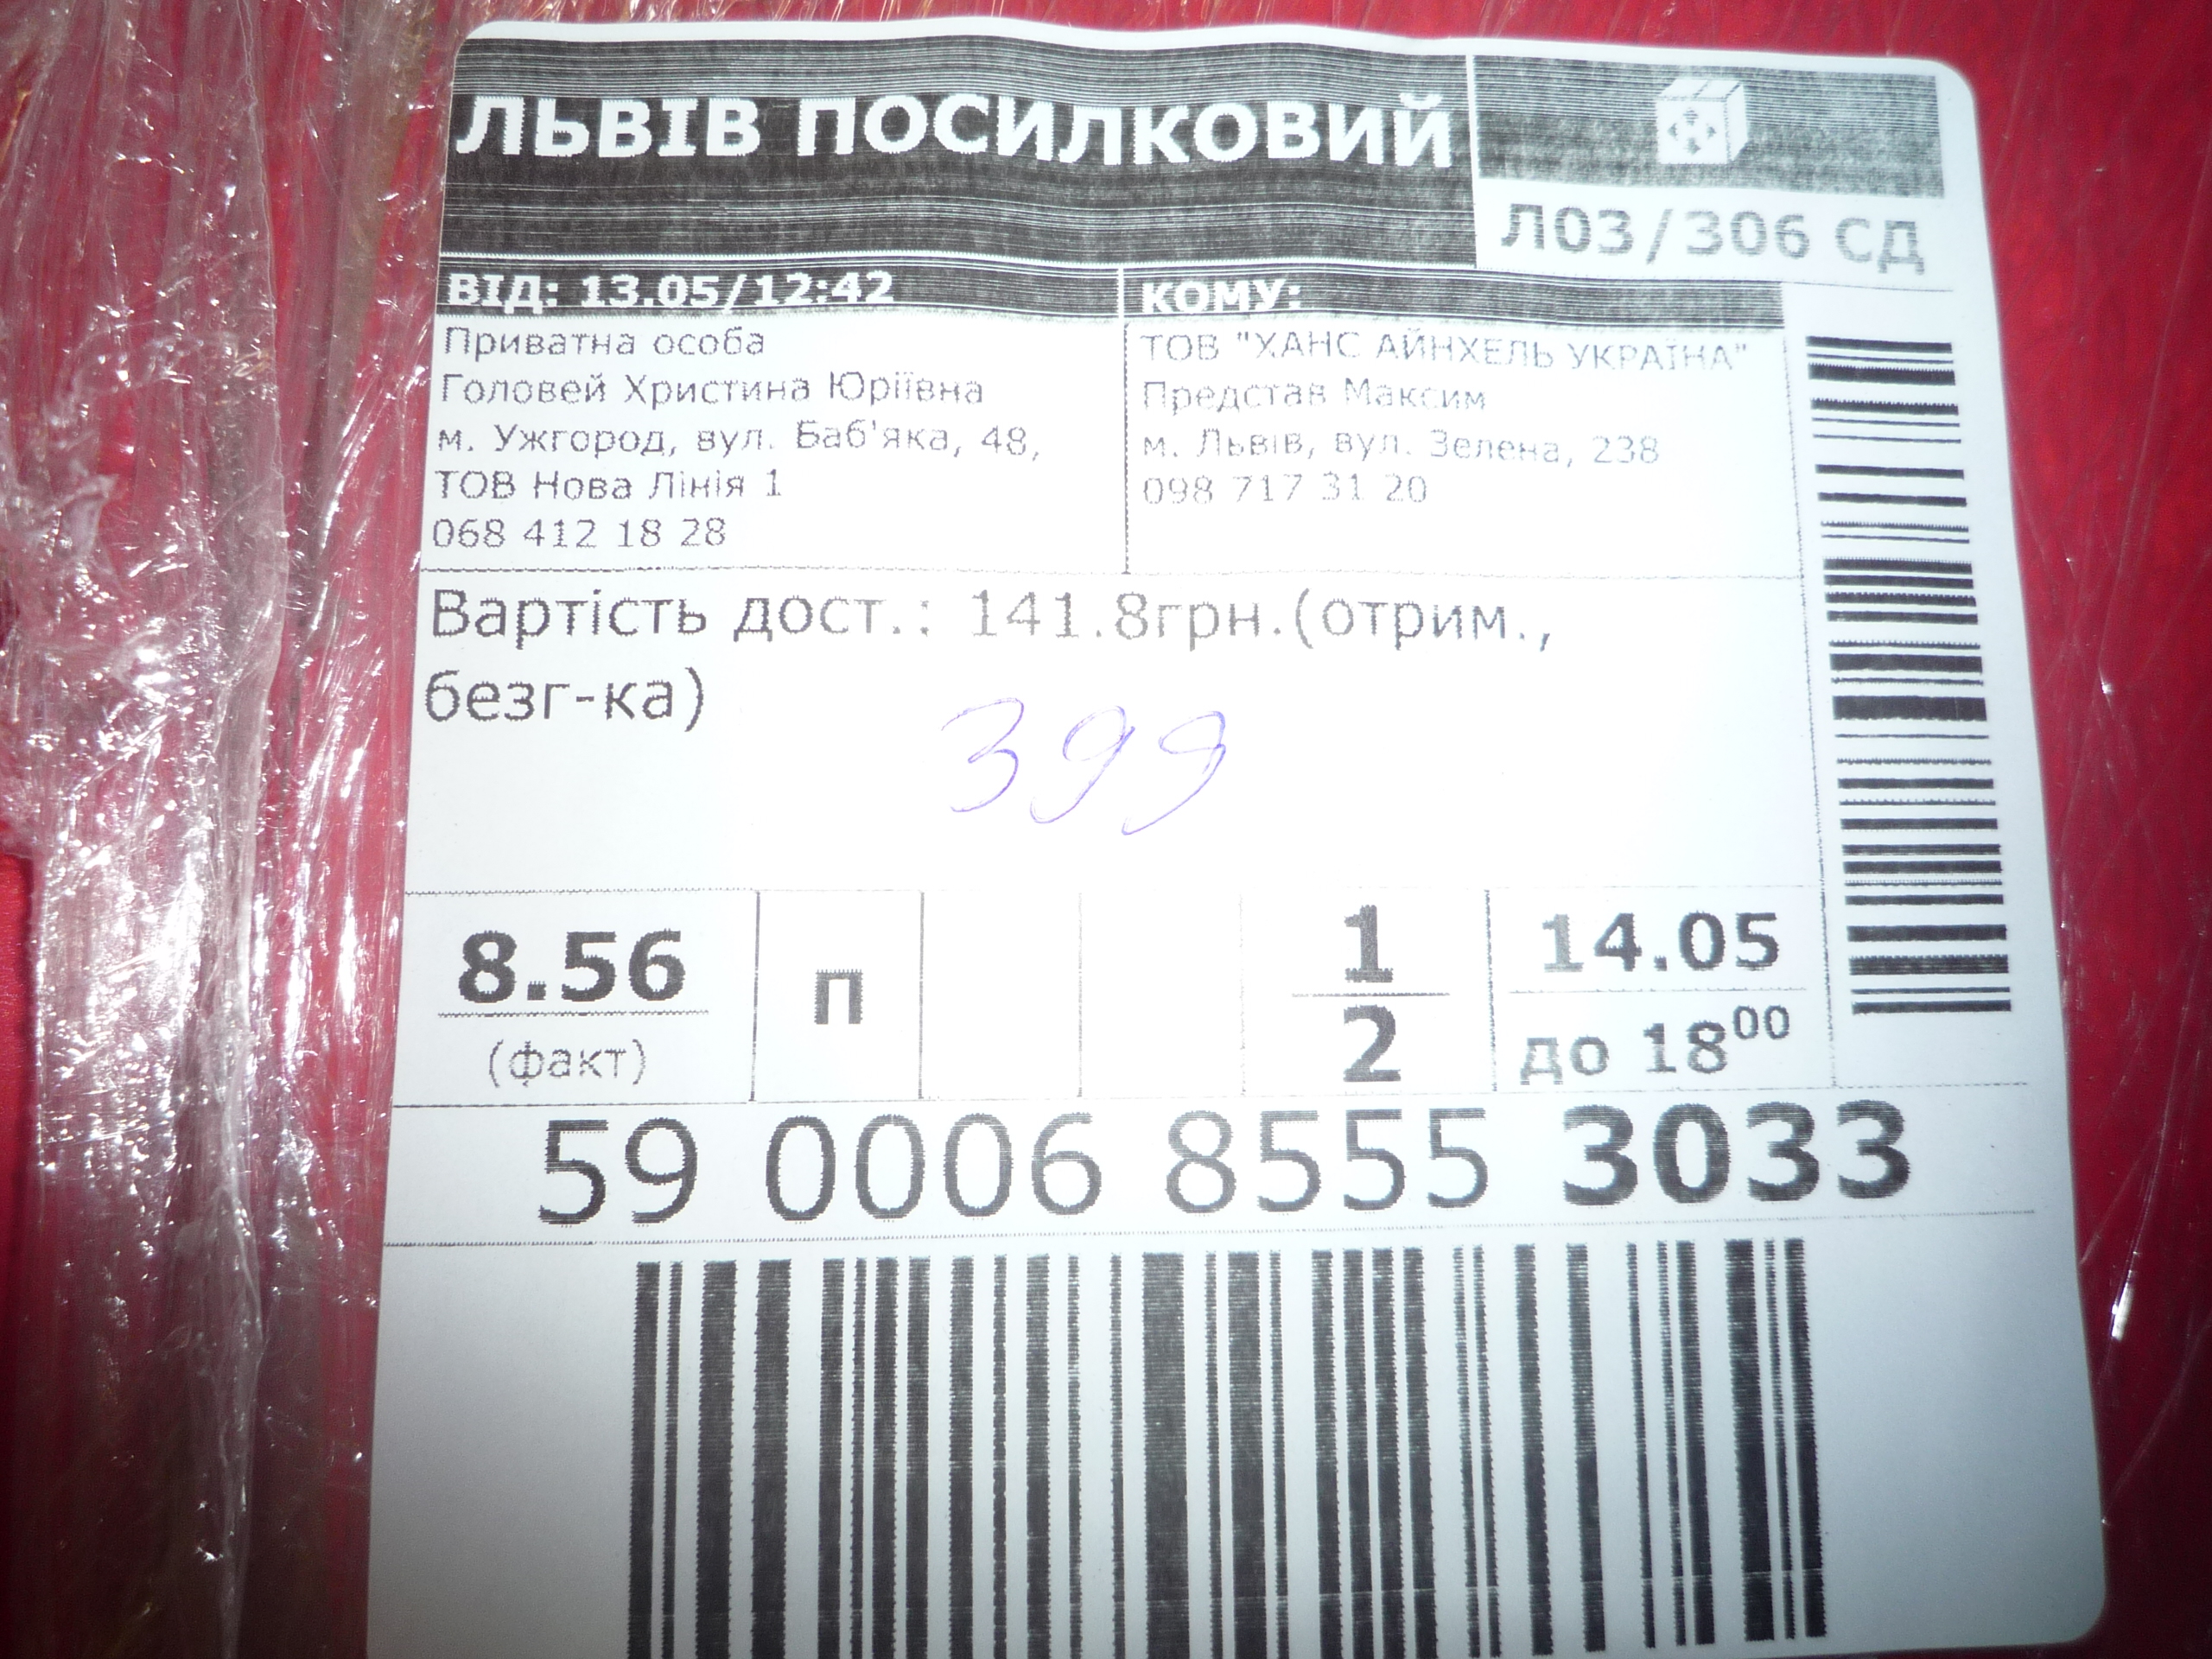 ЛЬВІВ ПОСИЛКОВИЙ
Л03/306 СД
ВІД: 13.05/12:42
Приватна особа
Головей Христина Юріївна
м. Ужгород, вул. Баб'яка, 48,
ТОВ Нова Лінія 1
068 412 18 28
КОМУ:
ТОВ "ХАНС АЙНХЕЛЬ УКРАЇНА"
Представ Максим
м. Львів, вул. Зелена, 238
098 717 31 20
Вартість дост.: 141.8грн.(отрим.,
безг-ка)
399
8.56
(факт)
П
1
2
14.05
до 18 00
59 0006 8555 3033